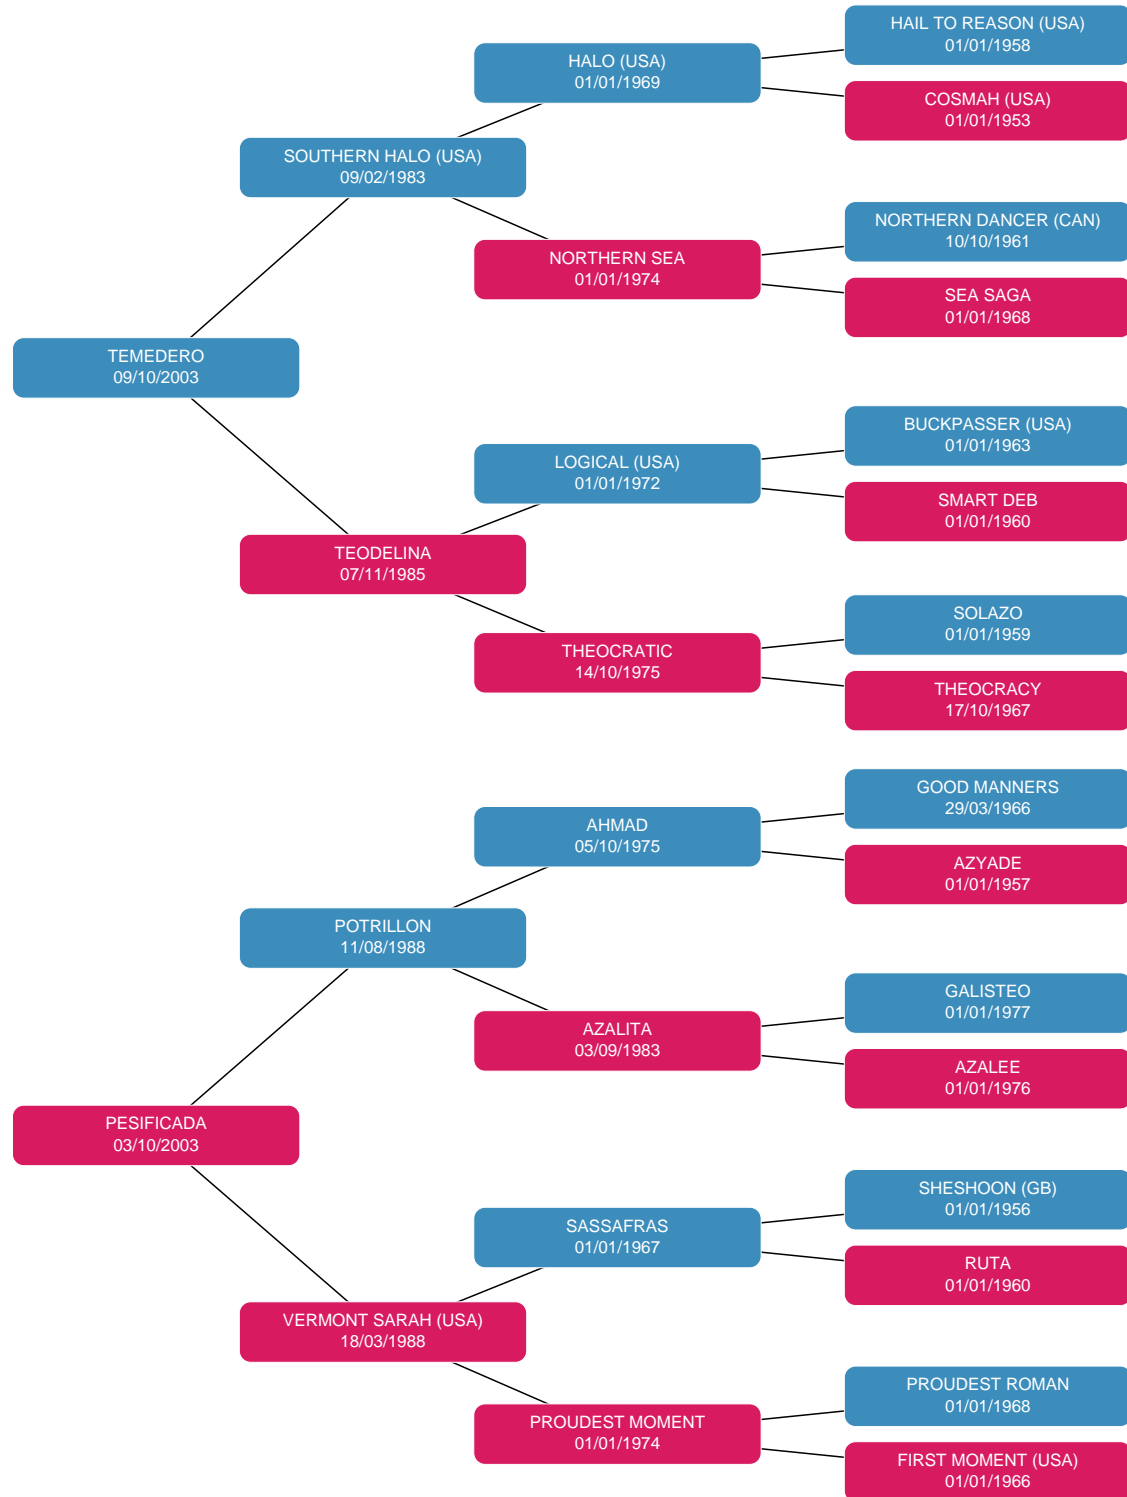 HAIL TO REASON (USA)
01/01/1958
HALO (USA)
01/01/1969
COSMAH (USA)
01/01/1953
SOUTHERN HALO (USA)
09/02/1983
NORTHERN DANCER (CAN)
10/10/1961
NORTHERN SEA
01/01/1974
SEA SAGA
01/01/1968
TEMEDERO
09/10/2003
BUCKPASSER (USA)
01/01/1963
LOGICAL (USA)
01/01/1972
SMART DEB
01/01/1960
TEODELINA
07/11/1985
SOLAZO
01/01/1959
THEOCRATIC
14/10/1975
THEOCRACY
17/10/1967
GOOD MANNERS
29/03/1966
AHMAD
05/10/1975
AZYADE
01/01/1957
POTRILLON
11/08/1988
GALISTEO
01/01/1977
AZALITA
03/09/1983
AZALEE
01/01/1976
PESIFICADA
03/10/2003
SHESHOON (GB)
01/01/1956
SASSAFRAS
01/01/1967
RUTA
01/01/1960
VERMONT SARAH (USA)
18/03/1988
PROUDEST ROMAN
01/01/1968
PROUDEST MOMENT
01/01/1974
FIRST MOMENT (USA)
01/01/1966